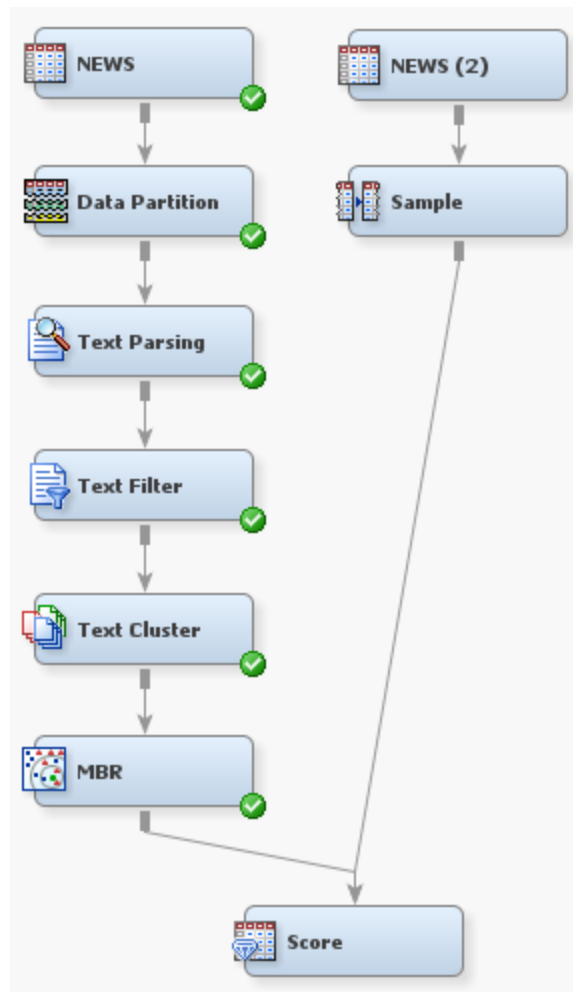 NEWS
NEWS (2)
Data Partition
Sample
Text Parsing
Text Filter
Text Cluster
MBR
Score